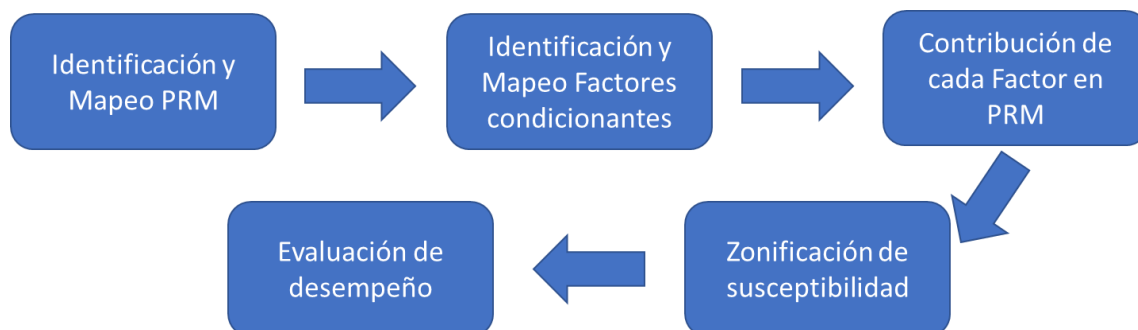 Identificación y
Mapeo PRM
Identificación y
Mapeo Factores
condicionantes
Contribución de
cada Factor en
PRM
Zonificación de
susceptibilidad
Evaluación de
desempeño